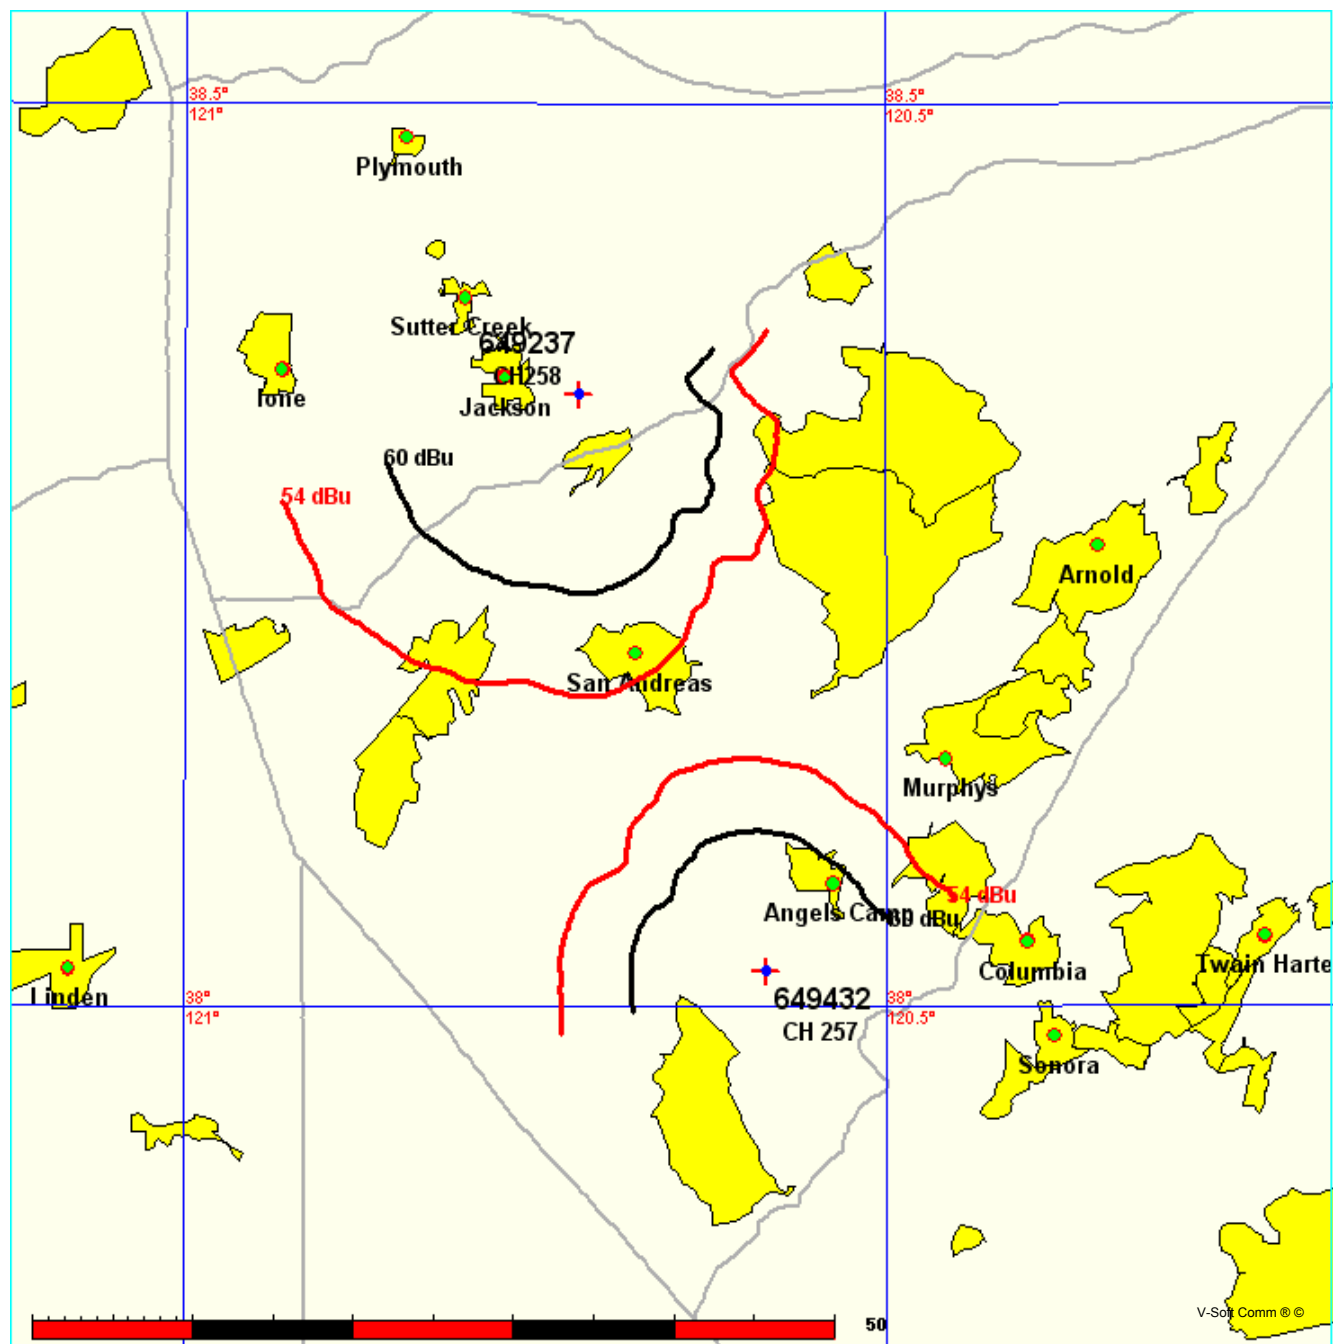 38.5°
121°
38.5°
120.5°
Plymouth
Sutter Creek
649237
CH258
Jackson
Ione
60 dBu
54 dBu
Arnold
San Andreas
Murphys
54 dBu
Angels Camp
60 dBu
Columbia
Twain Harte
Linden
38°
121°
649432
38°
120.5°
CH 257
Sonora
V-Soft Comm ® ©
50